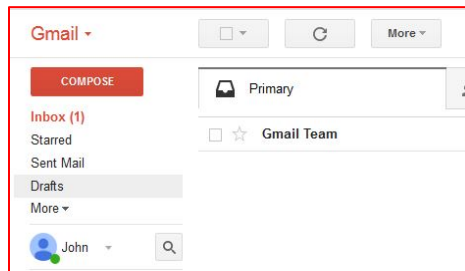 Gmail
More
COMPOSE
Primary
Inbox (1)
Starred
Gmail Team
Sent Mail
Drafts
More
John